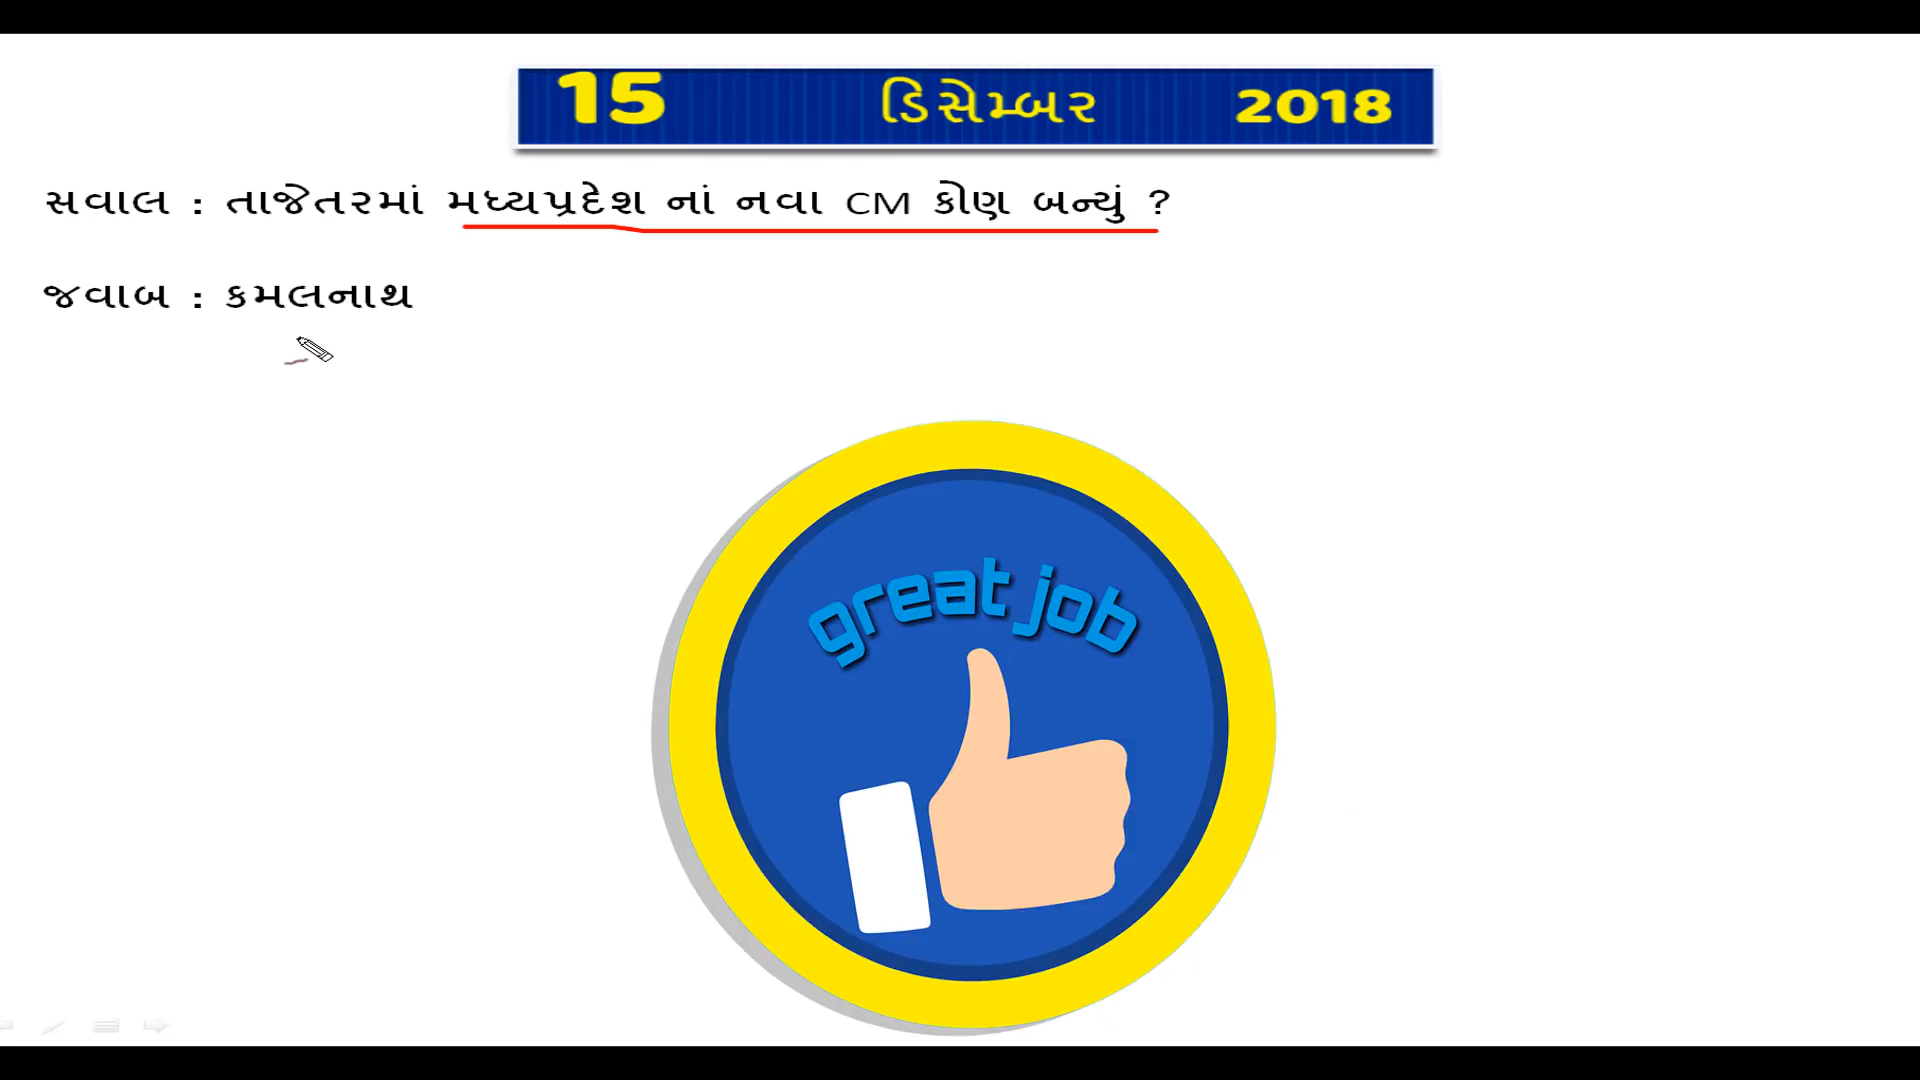 15 ડિસેમ્બર 2018
સવાલ : તાજેતરમાં મધ્યપ્રદેશ નાં નવા CM કોણ બન્યું ?
જવાબ : કમલનાથ
great job